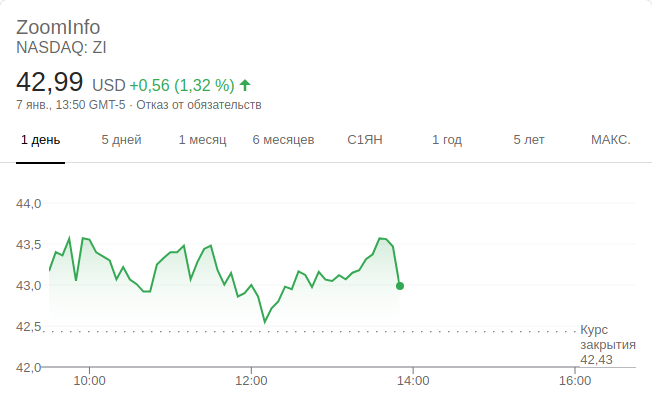 ZoomInfo
NASDAQ: ZI
42,99 USD +0,56 (1,32 %)
7 янв., 13:50 GMT-5 · Отказ от обязательств
1 день 5 дней 1 месяц 6 месяцев С1ЯН 1 год 5 лет МАКС.
44,0
43,5
43,0
42,5
Курс
закрытия
42,43
42,0
10:00 12:00 14:00 16:00